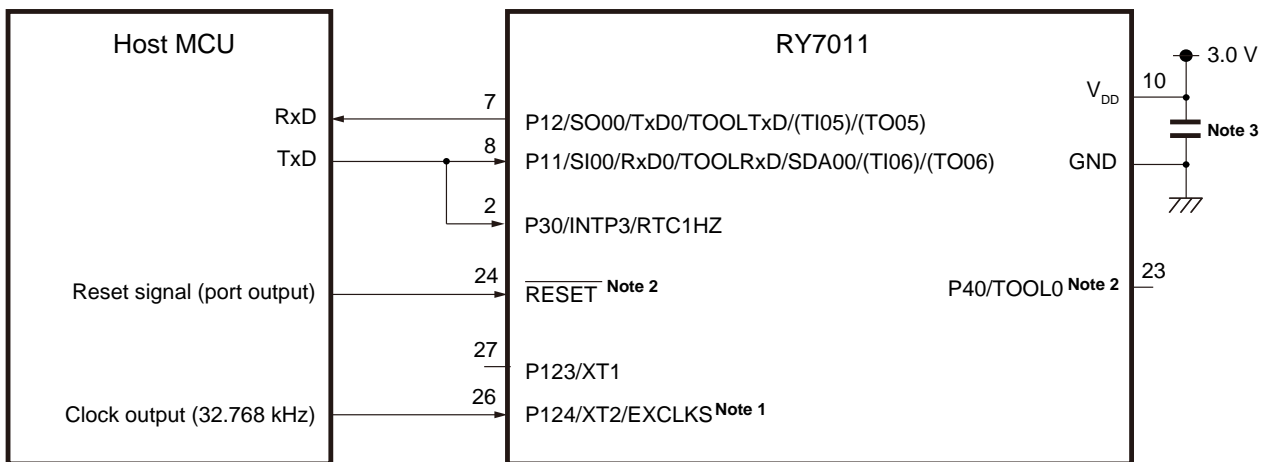 Host MCU
RY7011
3.0 V
VDD
10
RxD
7
P12/SO00/TxD0/TOOLTxD/(TI05)/(TO05)
Note 3
TxD
8
P11/SI00/RxD0/TOOLRxD/SDA00/(TI06)/(TO06)
GND
2
P30/INTP3/RTC1HZ
Reset signal (port output)
24
RESET Note 2
P40/TOOL0 Note 2
23
27
P123/XT1
Clock output (32.768 kHz)
26
P124/XT2/EXCLKS Note 1